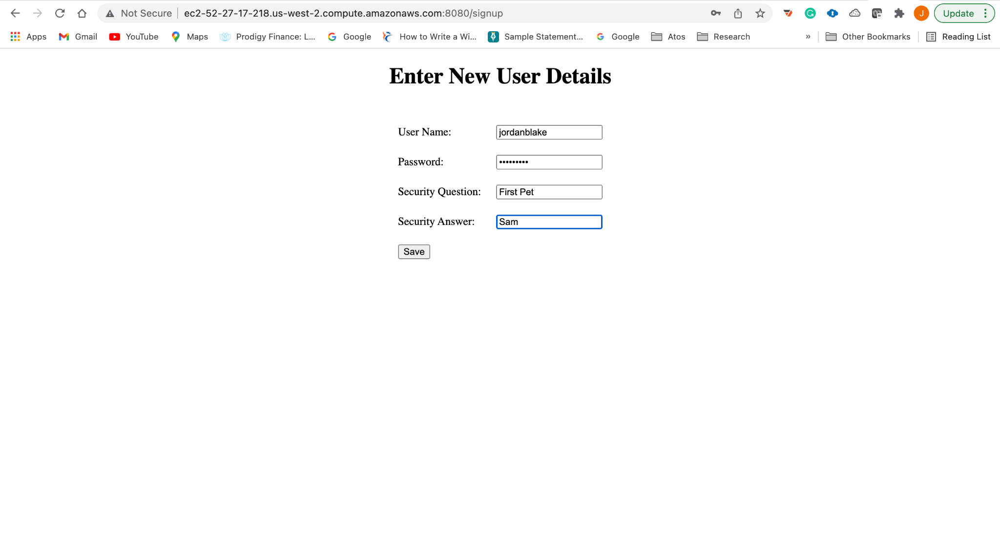 Not Secure ec2-52-27-17-218.us-west-2.compute.amazonaws.com:8080/signup J Update
Apps Gmail YouTube Maps Prodigy Finance: L... Google How to Write a Wi... Sample Statement... Google Atos Research » Other Bookmarks Reading List
Enter New User Details
User Name: jordanblake
Password: •••••••••
Security Question: First Pet
Security Answer: Sam
Save